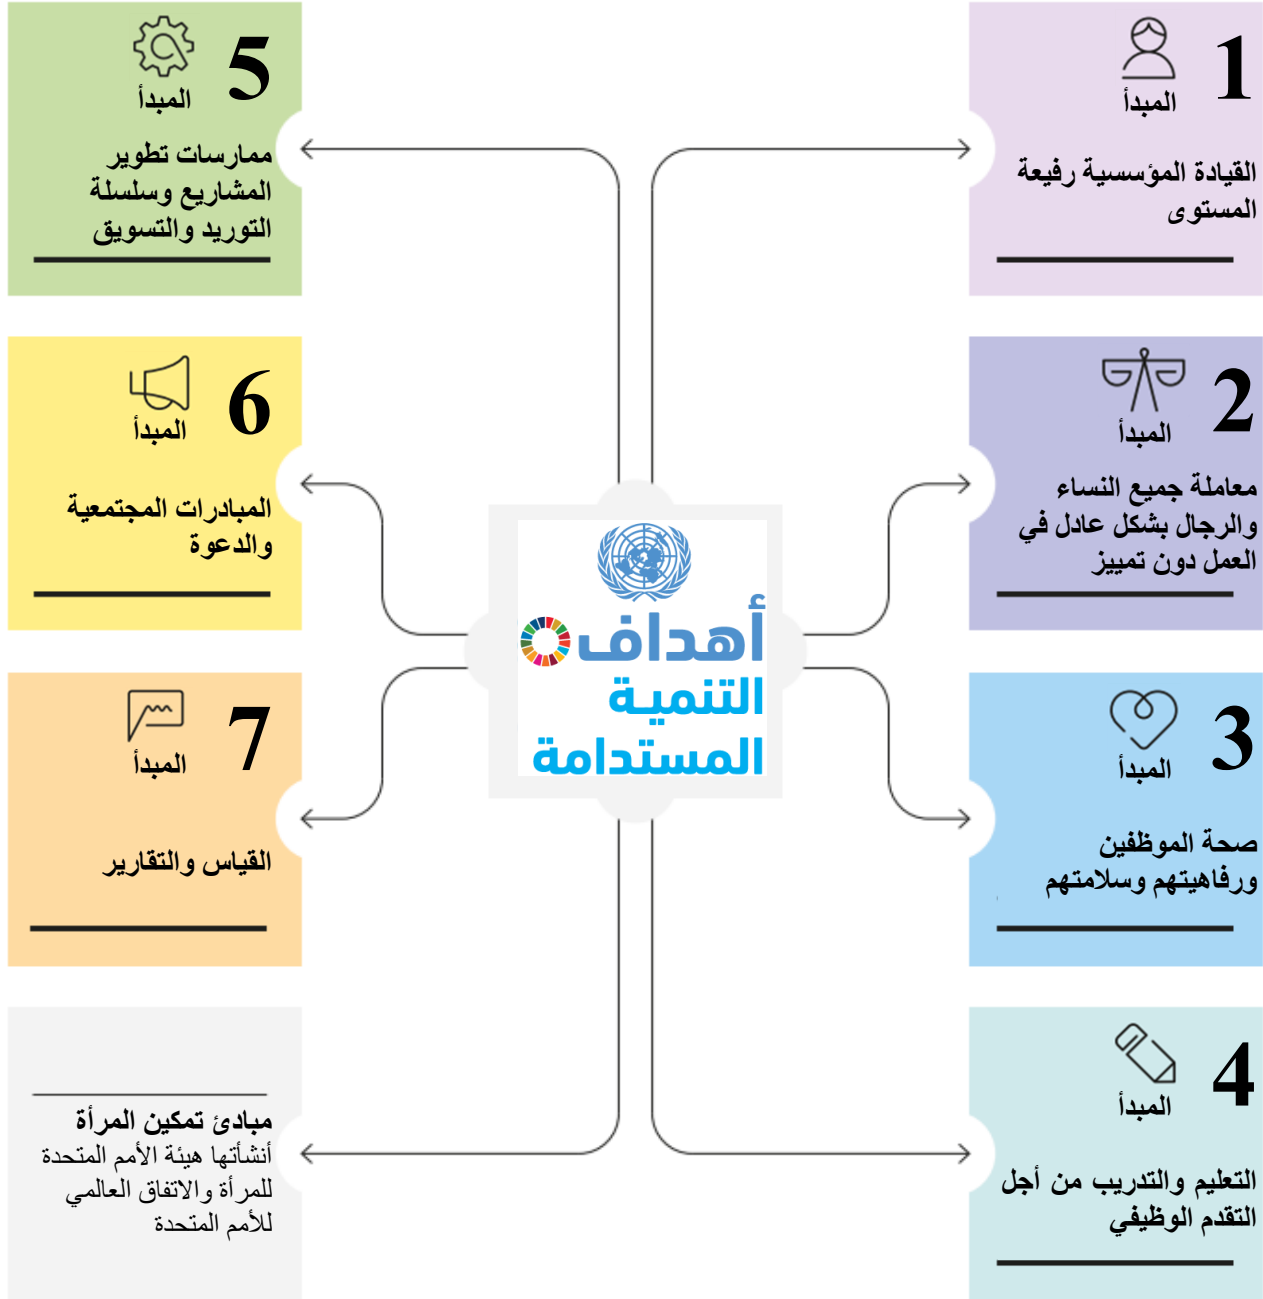 1
المبدأ
القيادة المؤسسية رفيعة
المستوى
2
المبدأ
معاملة جميع النساء
والرجال بشكل عادل في
العمل دون تمييز
3
المبدأ
صحة الموظفين
ورفاهيتهم وسلامتهم
4
المبدأ
التعليم والتدريب من أجل
التقدم الوظيفي
أهداف
التنمية
المستدامة
5
المبدأ
ممارسات تطوير
المشاريع وسلسلة
التوريد والتسويق
6
المبدأ
المبادرات المجتمعية
والدعوة
7
المبدأ
القياس والتقارير
مبادئ تمكين المرأة
أنشأتها هيئة الأمم المتحدة
للمرأة والاتفاق العالمي
للأمم المتحدة